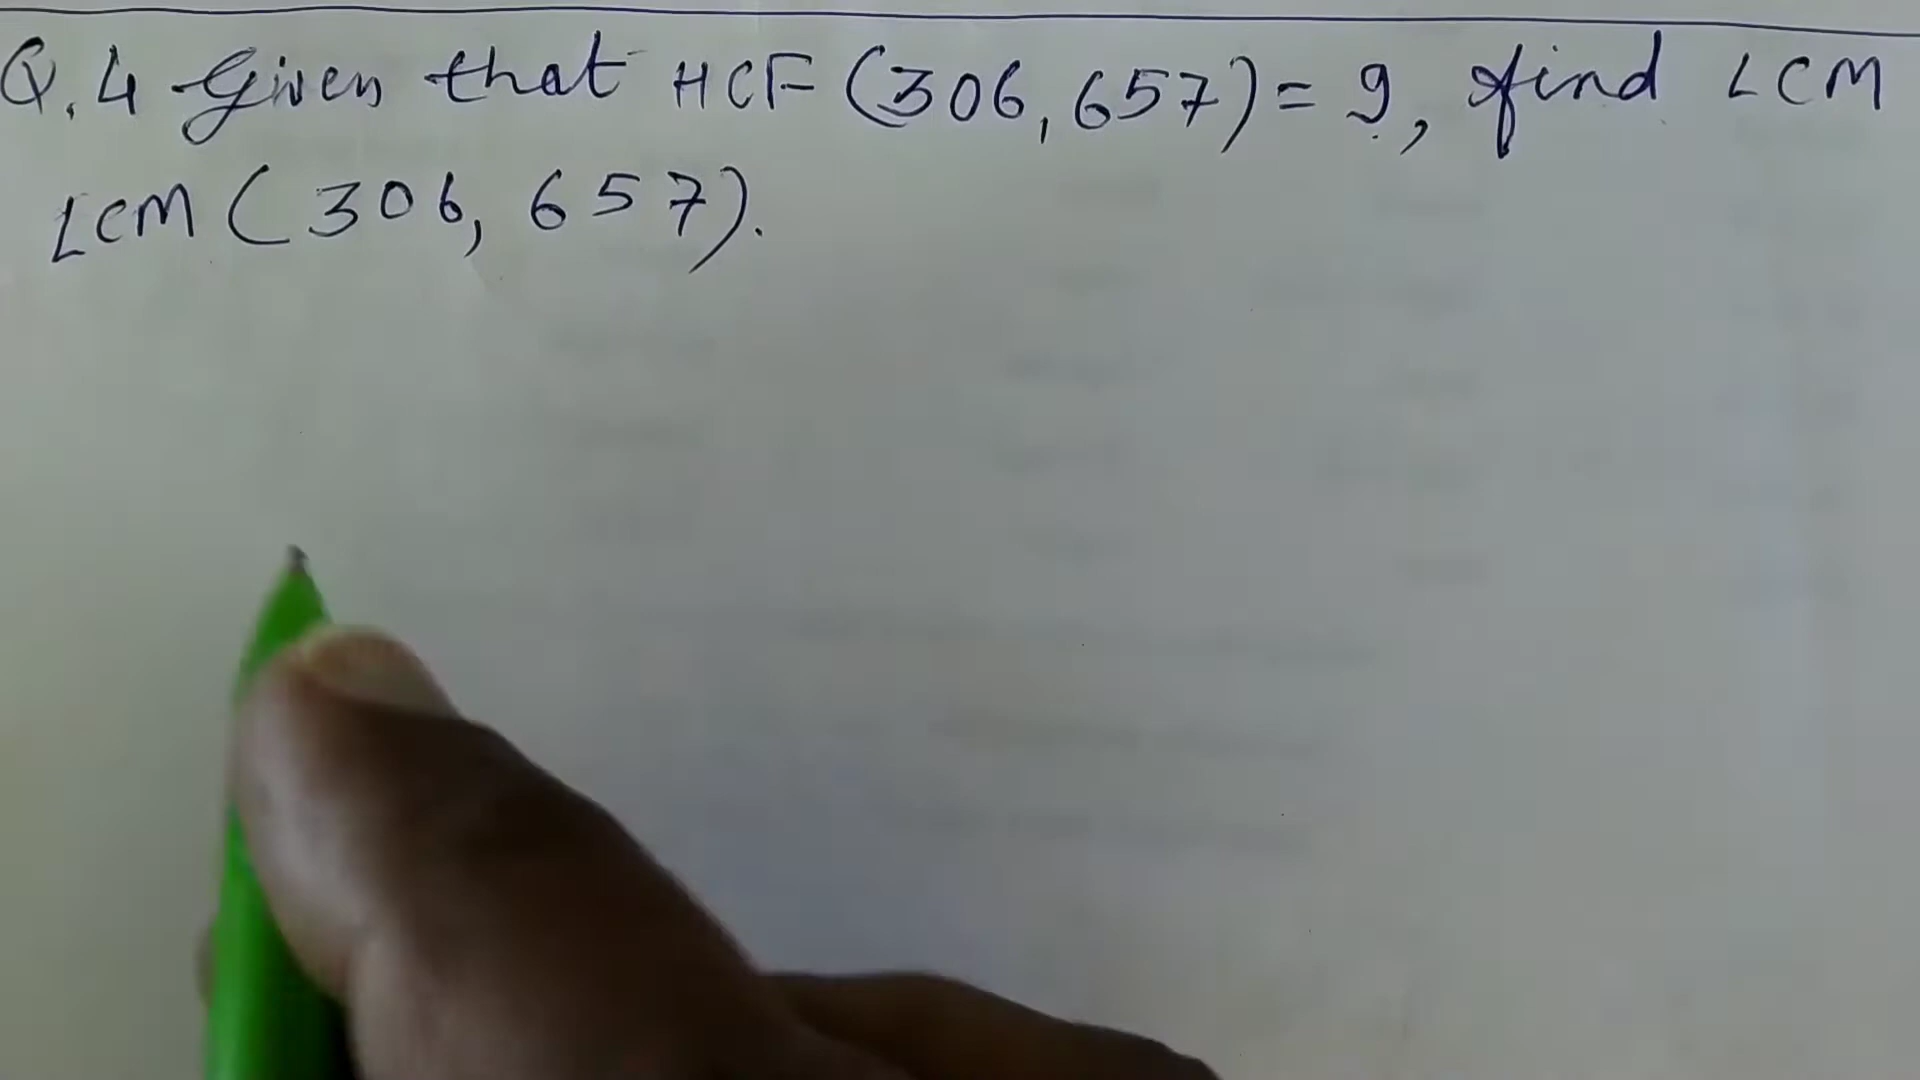 Q.4 Given that HCF (306, 657) = 9, find LCM
LCM (306, 657).